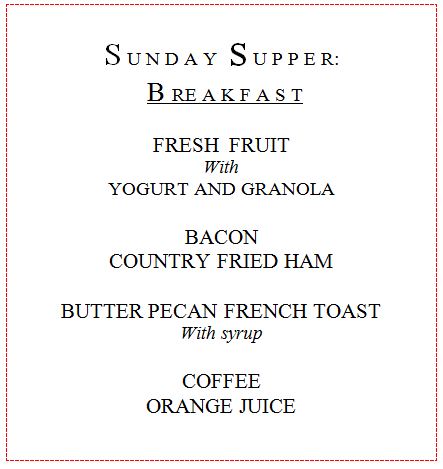 SUNDAY SUPPER:
BREAKFAST
FRESH FRUIT
With
YOGURT AND GRANOLA
BACON
COUNTRY FRIED HAM
BUTTER PECAN FRENCH TOAST
With syrup
COFFEE
ORANGE JUICE